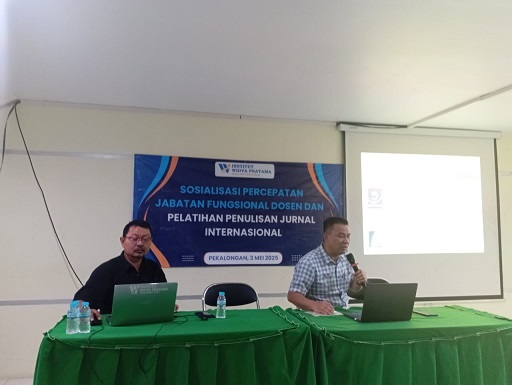 INSTITUT
WIDYA PRATAMA
SOSIALISASI PERCEPATAN
JABATAN FUNGSIONAL DOSEN DAN
PELATIHAN PENULISAN JURNAL
INTERNASIONAL
PEKALONGAN, 3 MEI 2025